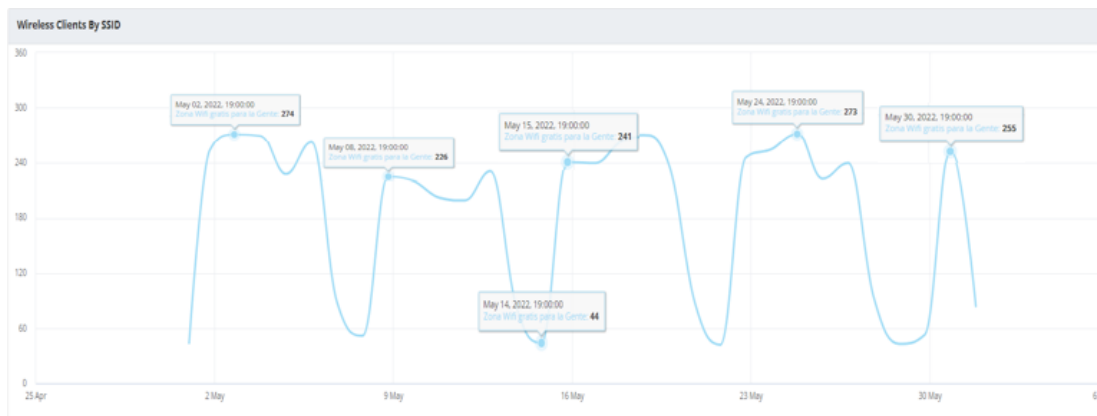 Wireless Clients By SSID
360
300
240
180
120
60
0
May 02, 2022, 19:00:00
Zona Wifi gratis para la Gente: 274
May 08, 2022, 19:00:00
Zona Wifi gratis para la Gente: 226
May 15, 2022, 19:00:00
Zona Wifi gratis para la Gente: 241
May 14, 2022, 19:00:00
Zona Wifi gratis para la Gente: 44
May 24, 2022, 19:00:00
Zona Wifi gratis para la Gente: 273
May 30, 2022, 19:00:00
Zona Wifi gratis para la Gente: 255
25 Apr
2 May
9 May
16 May
23 May
30 May